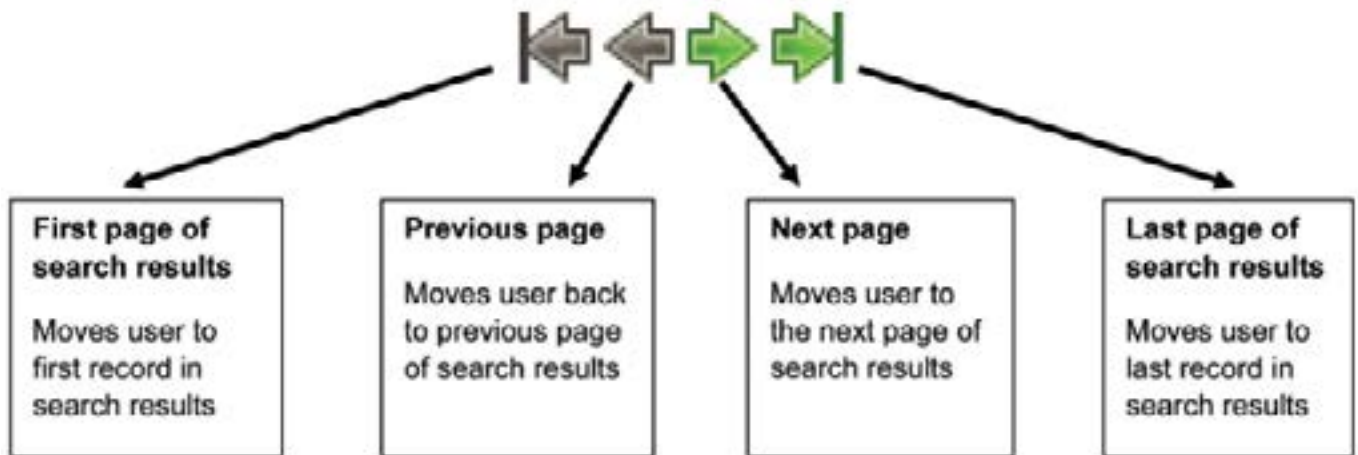 First page of
search results
Moves user to
first record in
search results
Previous page
Moves user back
to previous page
of search results
Next page
Moves user to
the next page of
search results
Last page of
search results
Moves user to
last record in
search results